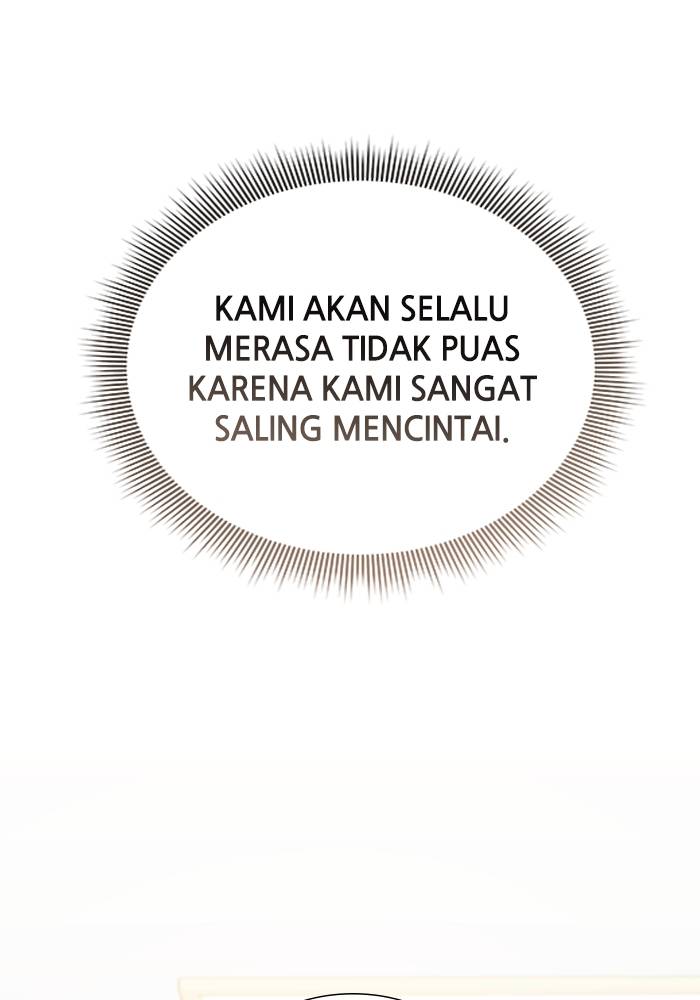 KAMI AKAN SELALU
MERASA TIDAK PUAS
KARENA KAMI SANGAT
SALING MENCINTAI.